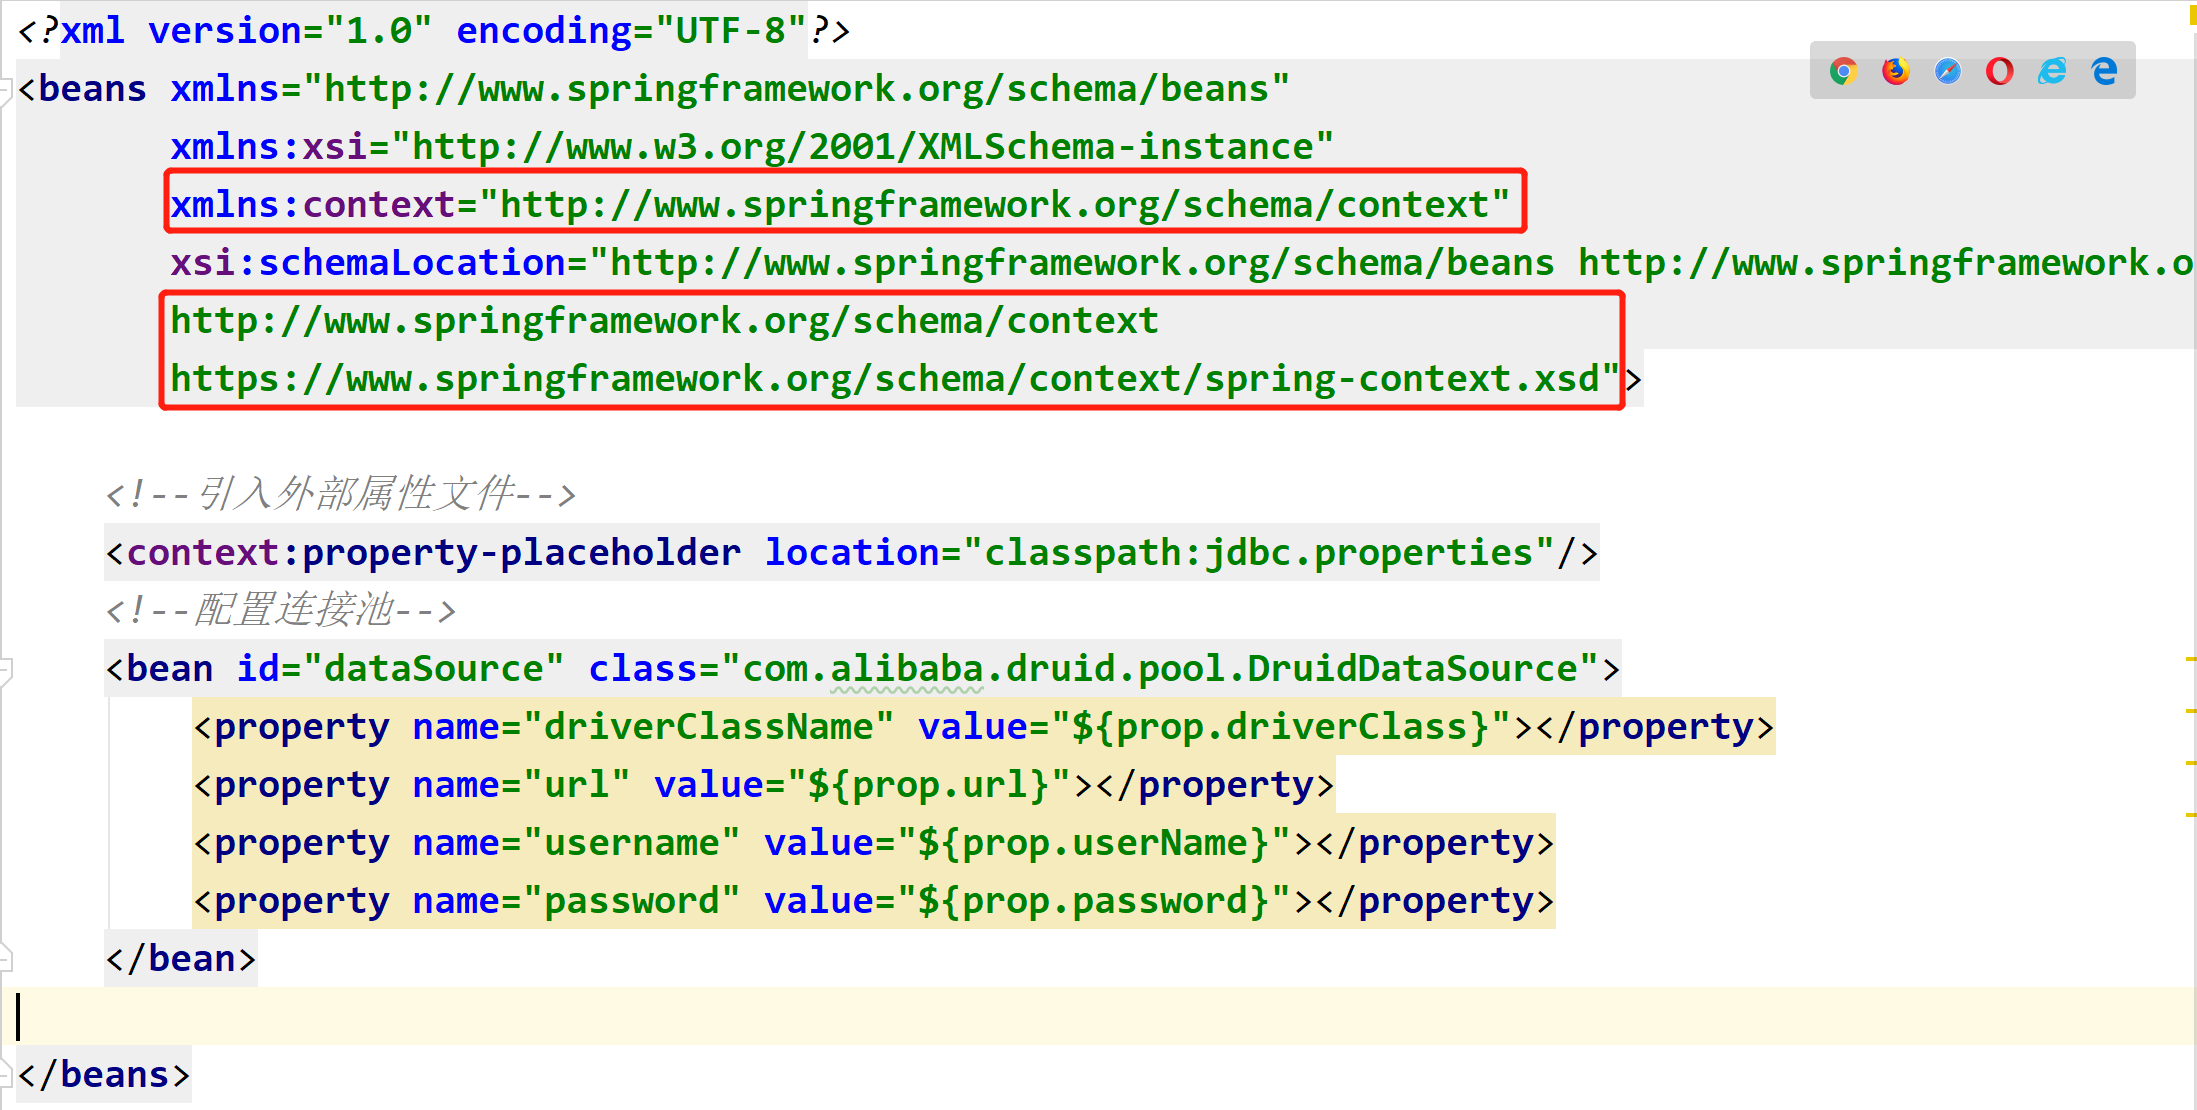 <?xml version="1.0" encoding="UTF-8"?>
<beans xmlns="http://www.springframework.org/schema/beans"
xmlns:xsi="http://www.w3.org/2001/XMLSchema-instance"
xmlns:context="http://www.springframework.org/schema/context"
xsi:schemaLocation="http://www.springframework.org/schema/beans http://www.springframework.o
http://www.springframework.org/schema/context
https://www.springframework.org/schema/context/spring-context.xsd">
<!--引入外部属性文件-->
<context:property-placeholder location="classpath:jdbc.properties"/>
<!--配置连接池-->
<bean id="dataSource" class="com.alibaba.druid.pool.DruidDataSource">
<property name="driverClassName" value="${prop.driverClass}"></property>
<property name="url" value="${prop.url}"></property>
<property name="username" value="${prop.userName}"></property>
<property name="password" value="${prop.password}"></property>
</bean>
</beans>